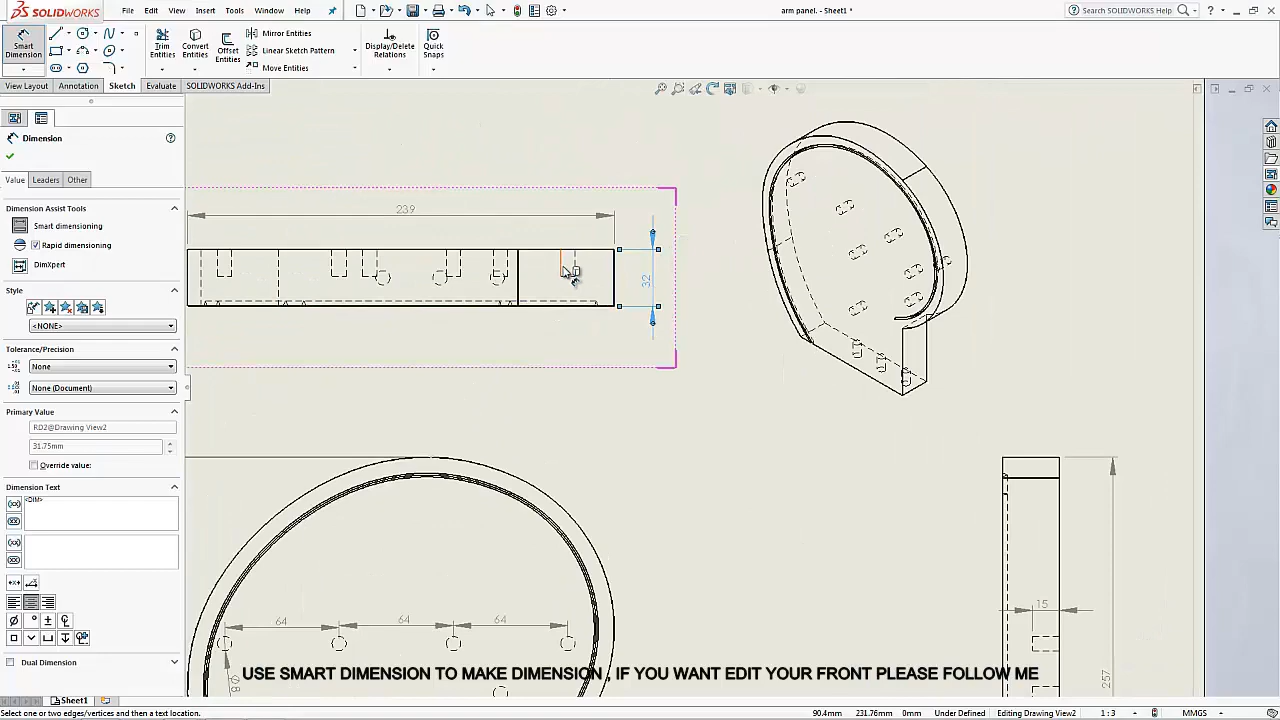 SOLIDWORKS File Edit View Insert Tools Window Help arm panel. - Sheet1 * Search SOLIDWORKS Help
Smart Dimension
Trim Entities
Convert Entities
Offset Entities
Mirror Entities
Linear Sketch Pattern
Move Entities
Display/Delete Relations
Quick Snaps
View Layout Annotation Sketch Evaluate SOLIDWORKS Add-Ins
Dimension
Value Leaders Other
Dimension Assist Tools
Smart dimensioning
Rapid dimensioning
DimXpert
Style
<NONE>
Tolerance/Precision
None
None (Document)
Primary Value
RD2@Drawing View2
31.75mm
Override value:
Dimension Text
<DIM>
Dual Dimension
239
32
64 64 64
Ø8
15
257
USE SMART DIMENSION TO MAKE DIMENSION , IF YOU WANT EDIT YOUR FRONT PLEASE FOLLOW ME
Sheet1
Select one or two edges/vertices and then a text location. 90.4mm 231.76mm 0mm Under Defined Editing Drawing View2 1 : 3 MMGS